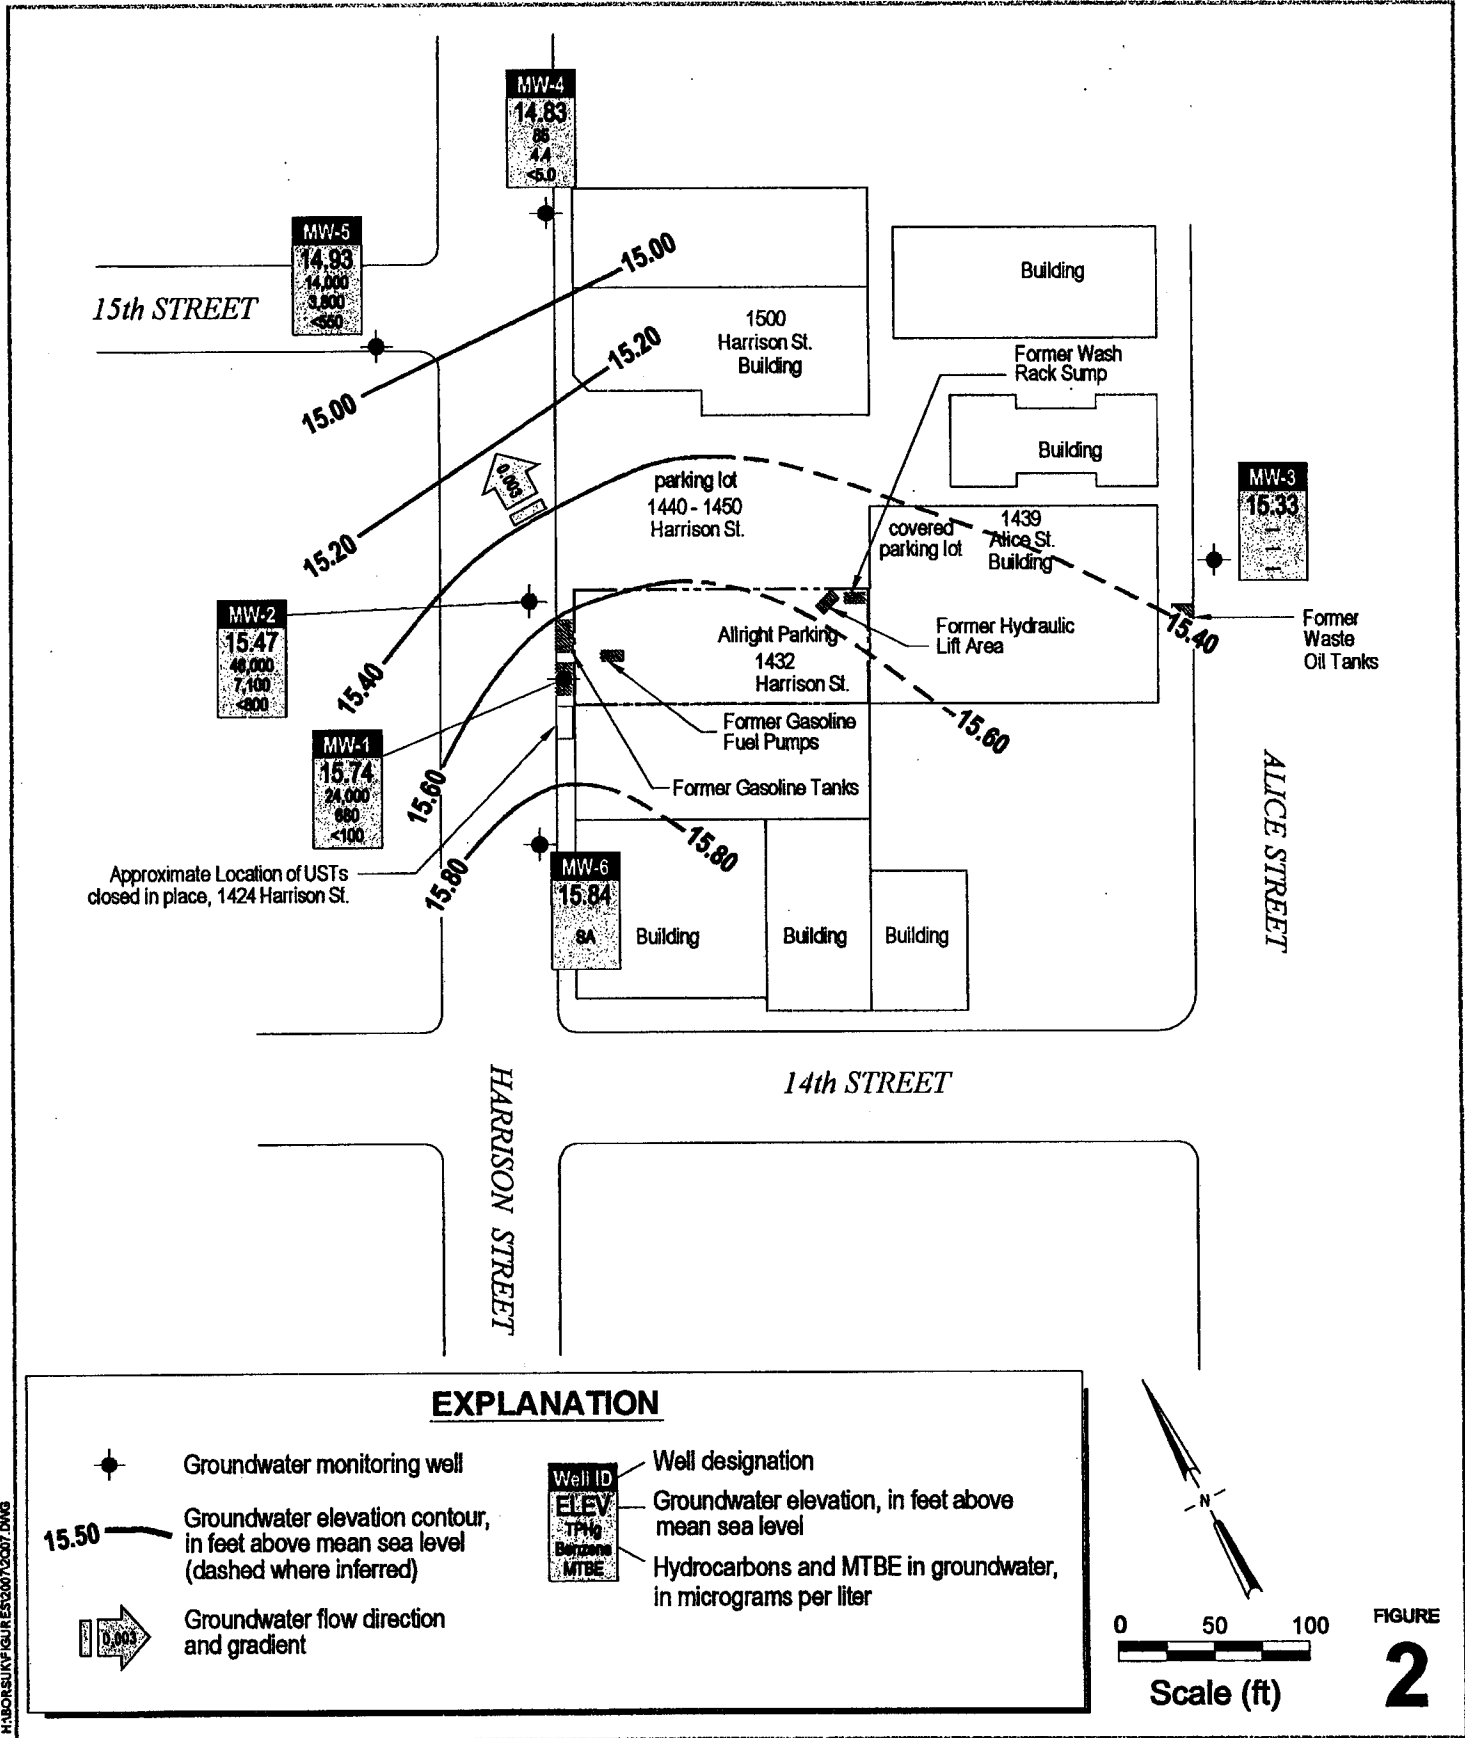 MW-4
14.83
86
4.4
<5.0
MW-5
14.93
14,000
3,800
<550
15th STREET
15.00
15.00
15.20
15.20
1500
Harrison St.
Building
Building
Former Wash
Rack Sump
Building
MW-3
15.33
–
–
–
0.003
parking lot
1440 - 1450
Harrison St.
covered
parking lot
1439
Alice St.
Building
MW-2
15.47
46,000
7,100
<800
15.40
15.40
Allright Parking
1432
Harrison St.
Former Hydraulic
Lift Area
Former
Waste
Oil Tanks
MW-1
15.74
24,000
680
<100
15.60
15.60
Former Gasoline
Fuel Pumps
Former Gasoline Tanks
Approximate Location of USTs
closed in place, 1424 Harrison St.
15.80
15.80
MW-6
15.84
SA
Building
Building
Building
ALICE STREET
14th STREET
HARRISON STREET
EXPLANATION
Groundwater monitoring well
15.50
Groundwater elevation contour,
in feet above mean sea level
(dashed where inferred)
0.003
Groundwater flow direction
and gradient
Well ID
ELEV
TPHg
Benzene
MTBE
Well designation
Groundwater elevation, in feet above
mean sea level
Hydrocarbons and MTBE in groundwater,
in micrograms per liter
N
0 50 100
Scale (ft)
FIGURE
2
H:\BORSUK\FIGURES\2007\2Q07.DWG